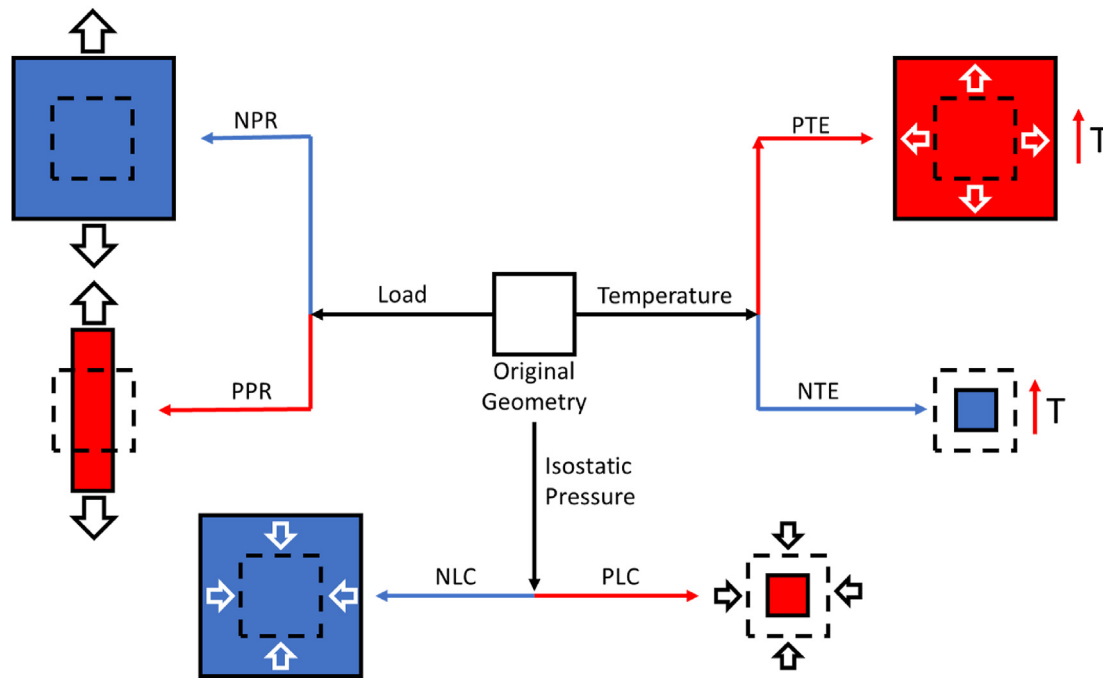 NPR
PTE
T
Load
Temperature
Original
Geometry
PPR
NTE
T
Isostatic
Pressure
NLC
PLC